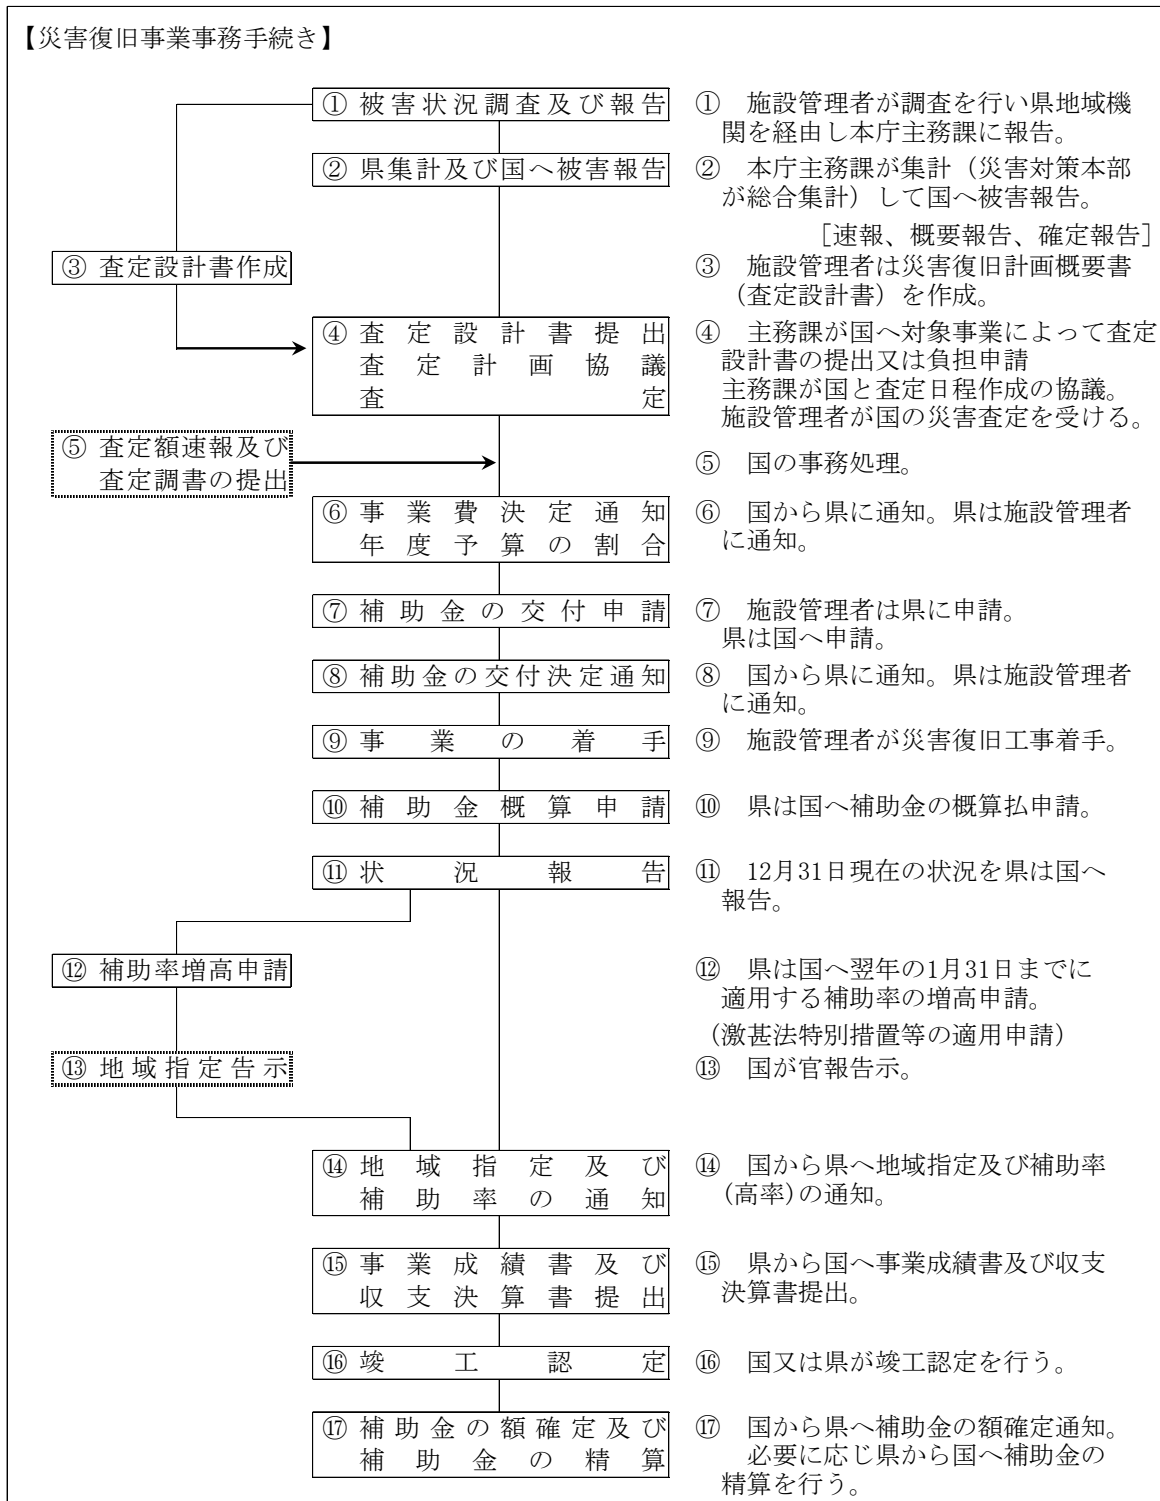 【災害復旧事業事務手続き】
① 被害状況調査及び報告
① 施設管理者が調査を行い県地域機
関を経由し本庁主務課に報告。
② 県集計及び国へ被害報告
② 本庁主務課が集計（災害対策本部
が総合集計）して国へ被害報告。
［速報、概要報告、確定報告］
③ 査定設計書作成
③ 施設管理者は災害復旧計画概要書
（査定設計書）を作成。
④ 査定設計書提出
査定計画協議
査定
④ 主務課が国へ対象事業によって査定
設計書の提出又は負担申請
主務課が国と査定日程作成の協議。
施設管理者が国の災害査定を受ける。
⑤ 査定額速報及び
査定調書の提出
⑤ 国の事務処理。
⑥ 事業費決定通知
年度予算の割合
⑥ 国から県に通知。県は施設管理者
に通知。
⑦ 補助金の交付申請
⑦ 施設管理者は県に申請。
県は国へ申請。
⑧ 補助金の交付決定通知
⑧ 国から県に通知。県は施設管理者
に通知。
⑨ 事業の着手
⑨ 施設管理者が災害復旧工事着手。
⑩ 補助金概算申請
⑩ 県は国へ補助金の概算払申請。
⑪ 状況報告
⑪ 12月31日現在の状況を県は国へ
報告。
⑫ 補助率増高申請
⑫ 県は国へ翌年の1月31日までに
適用する補助率の増高申請。
（激甚法特別措置等の適用申請）
⑬ 地域指定告示
⑬ 国が官報告示。
⑭ 地域指定及び
補助率の通知
⑭ 国から県へ地域指定及び補助率
(高率)の通知。
⑮ 事業成績書及び
収支決算書提出
⑮ 県から国へ事業成績書及び収支
決算書提出。
⑯ 竣工認定
⑯ 国又は県が竣工認定を行う。
⑰ 補助金の額確定及び
補助金の精算
⑰ 国から県へ補助金の額確定通知。
必要に応じ県から国へ補助金の
精算を行う。